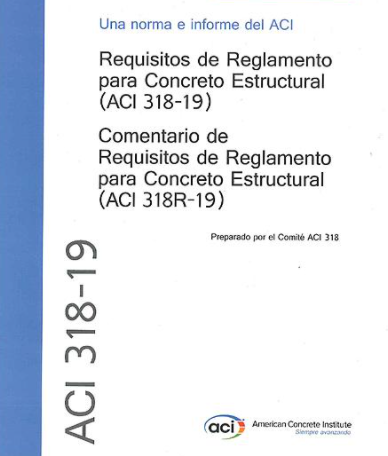 Una norma e informe del ACI
Requisitos de Reglamento
para Concreto Estructural
(ACI 318-19)
Comentario de
Requisitos de Reglamento
para Concreto Estructural
(ACI 318R-19)
Preparado por el Comité ACI 318
ACI 318-19
aci
American Concrete Institute
Siempre avanzando